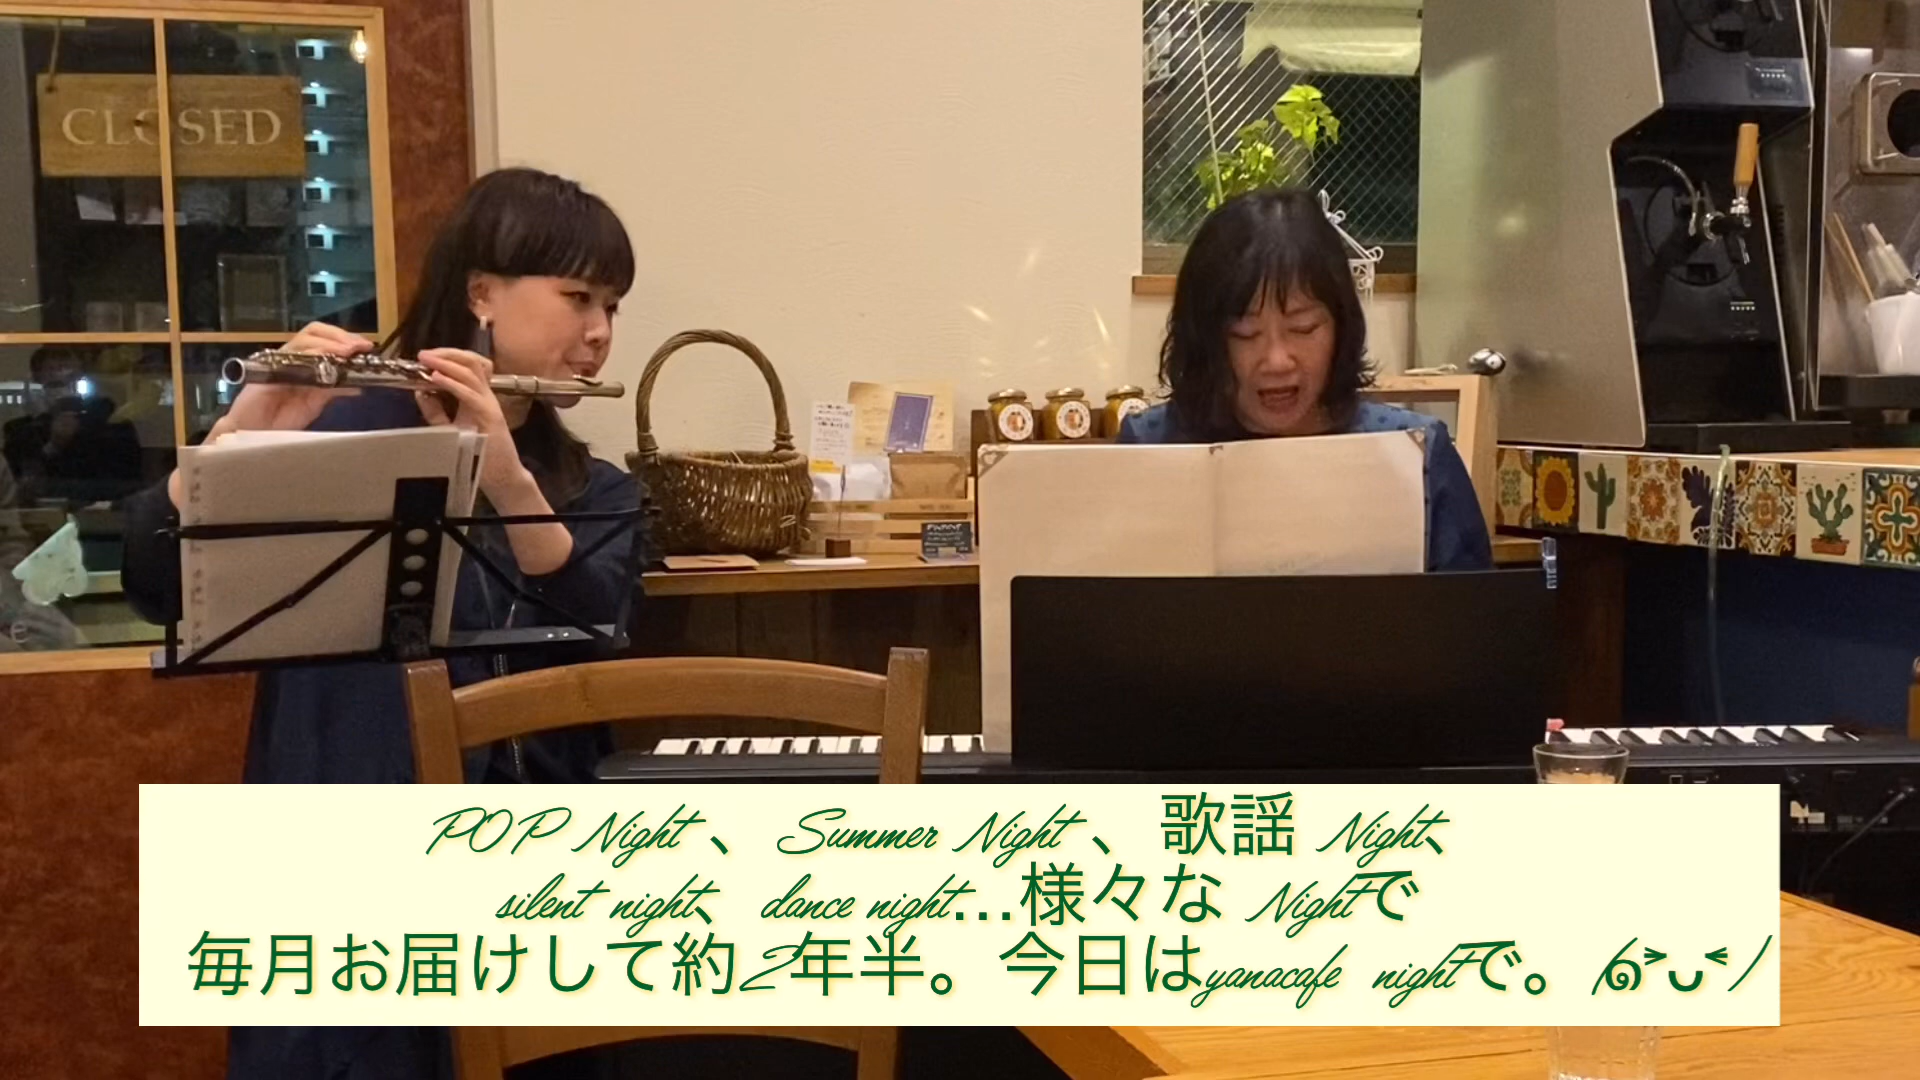 CLOSED
POP Night 、 Summer Night 、歌謡 Night、
silent night、 dance night…様々な Nightで
毎月お届けして約2年半。今日はyanacafe nightで。 /๑˃ᴗ˂ /